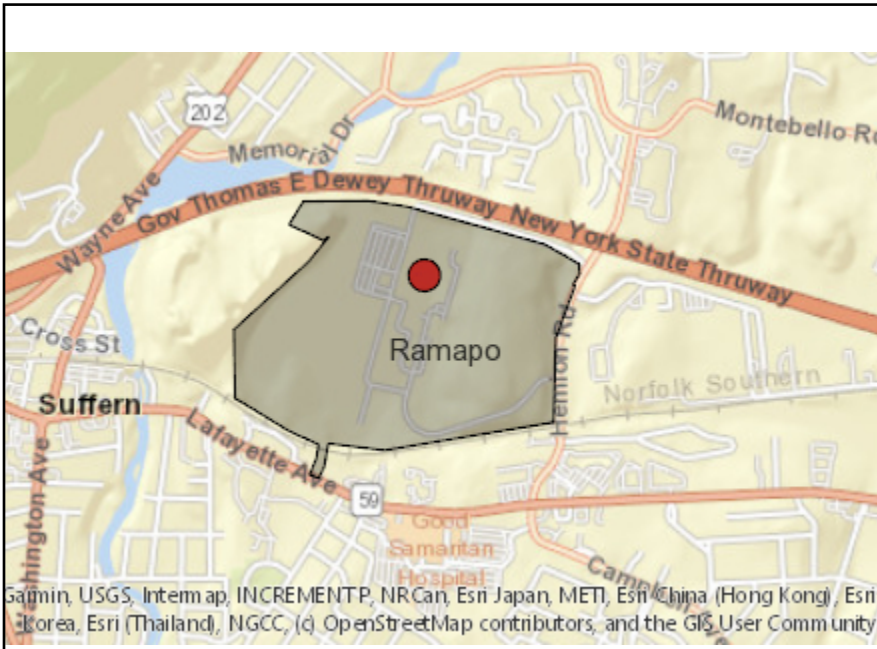 202
Memorial Dr
Montebello Rd
Wayne Ave
Gov Thomas E Dewey Thruway
New York State Thruway
Cross St
Ramapo
Hemion Rd
Norfolk Southern
Suffern
Lafayette Ave
59
Washington Ave
Good
Samaritan
Hospital
Campbell Ave
Garmin, USGS, Intermap, INCREMENT P, NRCan, Esri Japan, METI, Esri China (Hong Kong), Esri
Korea, Esri (Thailand), NGCC, (c) OpenStreetMap contributors, and the GIS User Community